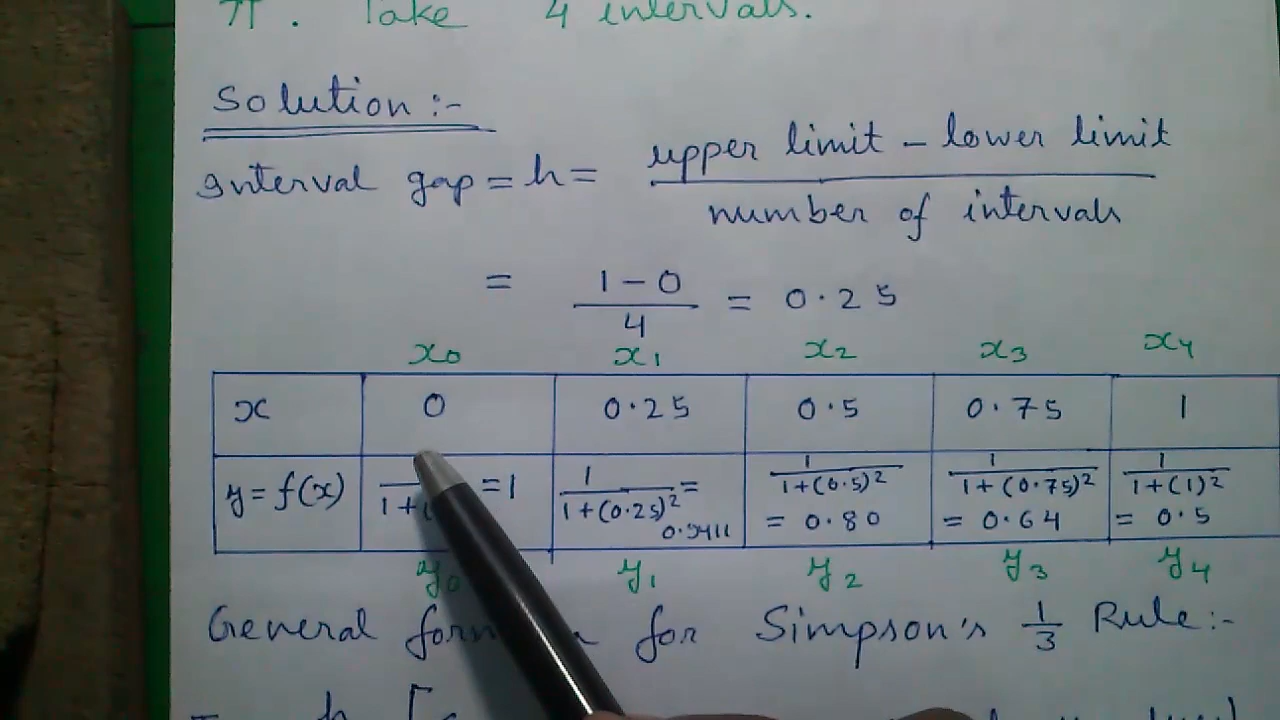 π. Take 4 intervals.
Solution :-
Interval gap = h = upper limit - lower limit / number of intervals
= 1 - 0 / 4 = 0.25
x0 x1 x2 x3 x4
x 0 0.25 0.5 0.75 1
y = f(x) 1+( = 1 1/1+(0.25)² = 0.9411 1/1+(0.5)² = 0.80 1/1+(0.75)² = 0.64 1/1+(1)² = 0.5
y0 y1 y2 y3 y4
General for Simpson's 1/3 Rule:-
h [